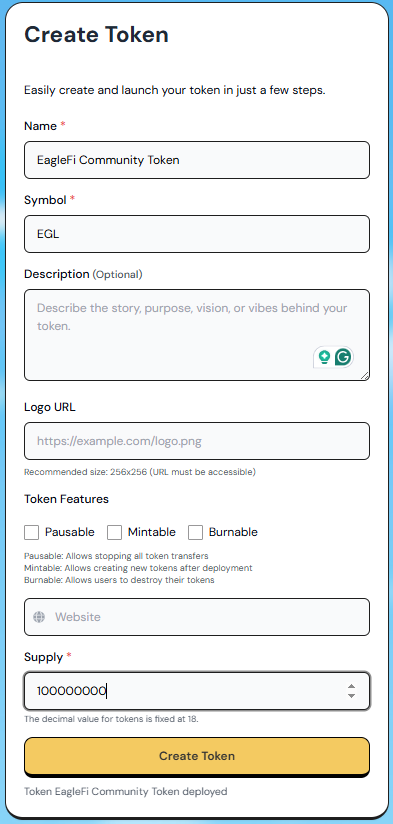 Create Token
Easily create and launch your token in just a few steps.
Name *
EagleFi Community Token
Symbol *
EGL
Description (Optional)
Describe the story, purpose, vision, or vibes behind your
token.
Logo URL
https://example.com/logo.png
Recommended size: 256x256 (URL must be accessible)
Token Features
Pausable Mintable Burnable
Pausable: Allows stopping all token transfers
Mintable: Allows creating new tokens after deployment
Burnable: Allows users to destroy their tokens
Website
Supply *
100000000
The decimal value for tokens is fixed at 18.
Create Token
Token EagleFi Community Token deployed